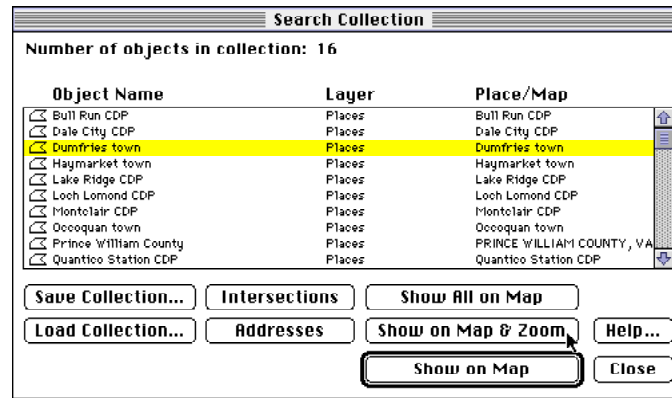 Search Collection
Number of objects in collection: 16
Object Name Layer Place/Map
Bull Run CDP Places Bull Run CDP
Dale City CDP Places Dale City CDP
Dumfries town Places Dumfries town
Haymarket town Places Haymarket town
Lake Ridge CDP Places Lake Ridge CDP
Loch Lomond CDP Places Loch Lomond CDP
Montclair CDP Places Montclair CDP
Occoquan town Places Occoquan town
Prince William County Places PRINCE WILLIAM COUNTY, VA
Quantico Station CDP Places Quantico Station CDP
Save Collection... Intersections Show All on Map
Load Collection... Addresses Show on Map & Zoom Help...
Show on Map Close